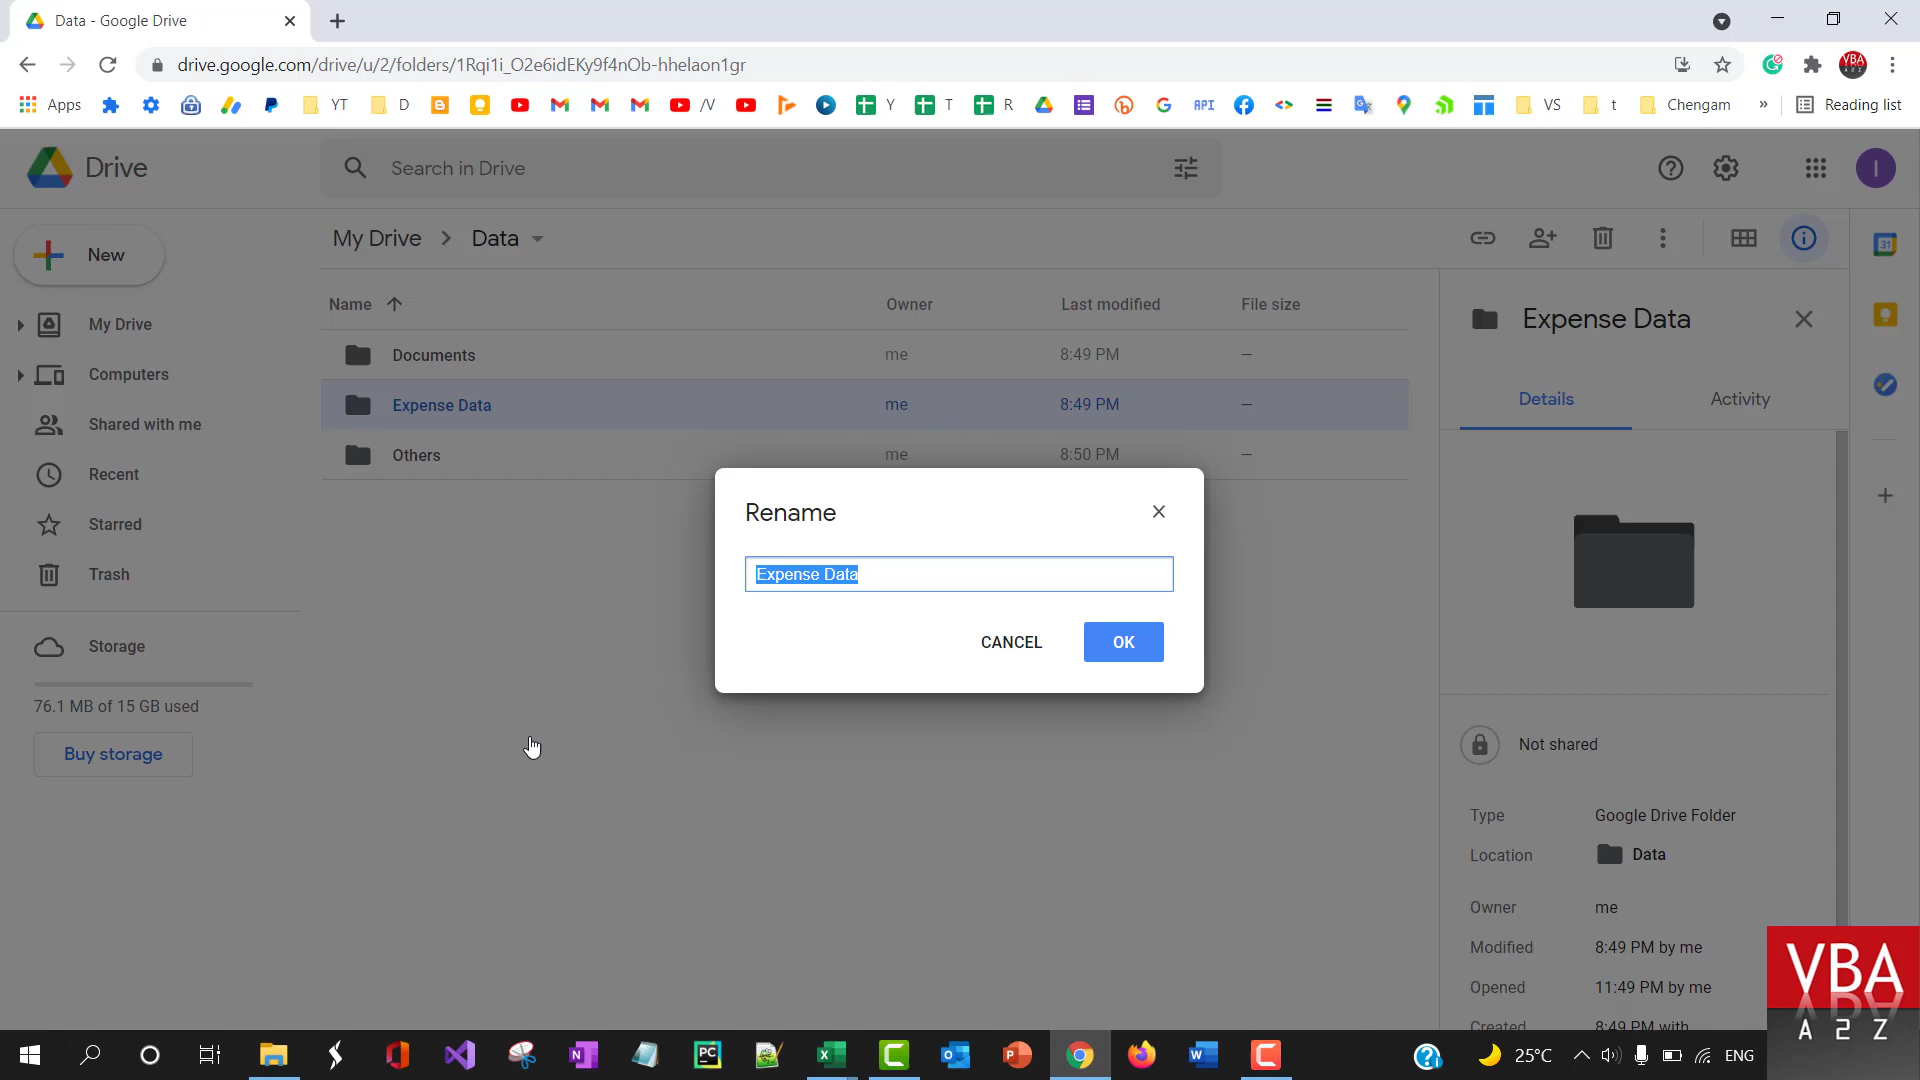 Data - Google Drive
drive.google.com/drive/u/2/folders/1Rqi1i_O2e6idEKy9f4nOb-hhelaon1gr
Apps YT D /V Y T R API VS t Chengam » Reading list
Drive
Search in Drive
I
My Drive Data
New
Name Owner Last modified File size
Documents me 8:49 PM —
Expense Data me 8:49 PM —
Others me 8:50 PM —
My Drive
Computers
Shared with me
Recent
Starred
Trash
Storage
76.1 MB of 15 GB used
Buy storage
Rename
Expense Data
CANCEL OK
Expense Data
Details Activity
Not shared
Type Google Drive Folder
Location Data
Owner me
Modified 8:49 PM by me
Opened 11:49 PM by me
Created 8:49 PM with
31
VBA
A 2 Z
25°C ENG